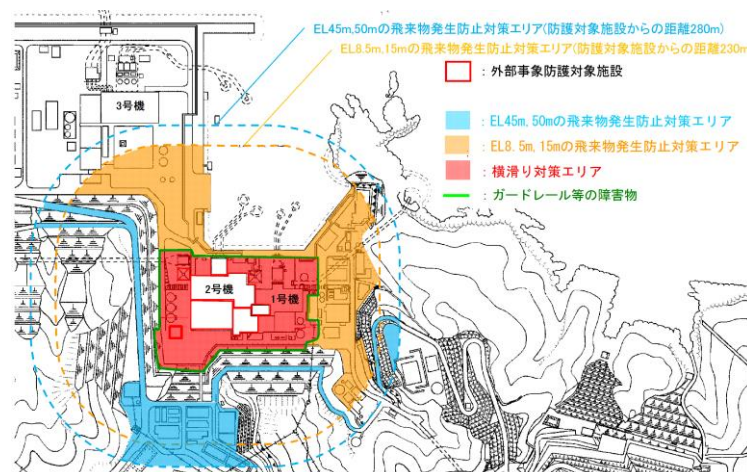 EL45m,50mの飛来物発生防止対策エリア(防護対象施設からの距離280m)
EL8.5m,15mの飛来物発生防止対策エリア(防護対象施設からの距離230m
：外部事象防護対象施設
3号機
：EL45m,50mの飛来物発生防止対策エリア
：EL8.5m,15mの飛来物発生防止対策エリア
：横滑り対策エリア
：ガードレール等の障害物
2号機
1号機